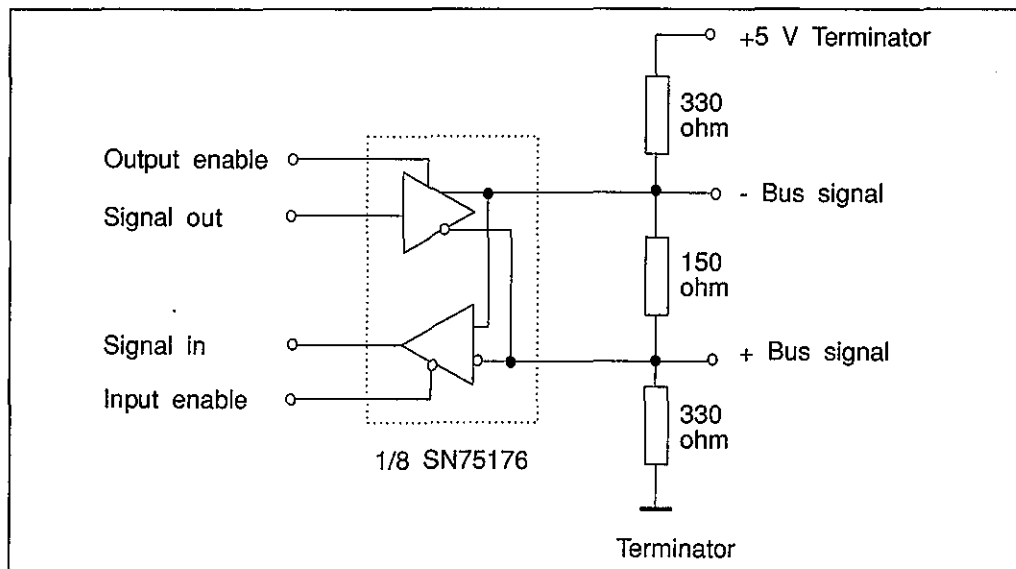 +5 V Terminator
330
ohm
Output enable
- Bus signal
Signal out
150
ohm
Signal in
+ Bus signal
Input enable
330
ohm
1/8 SN75176
Terminator